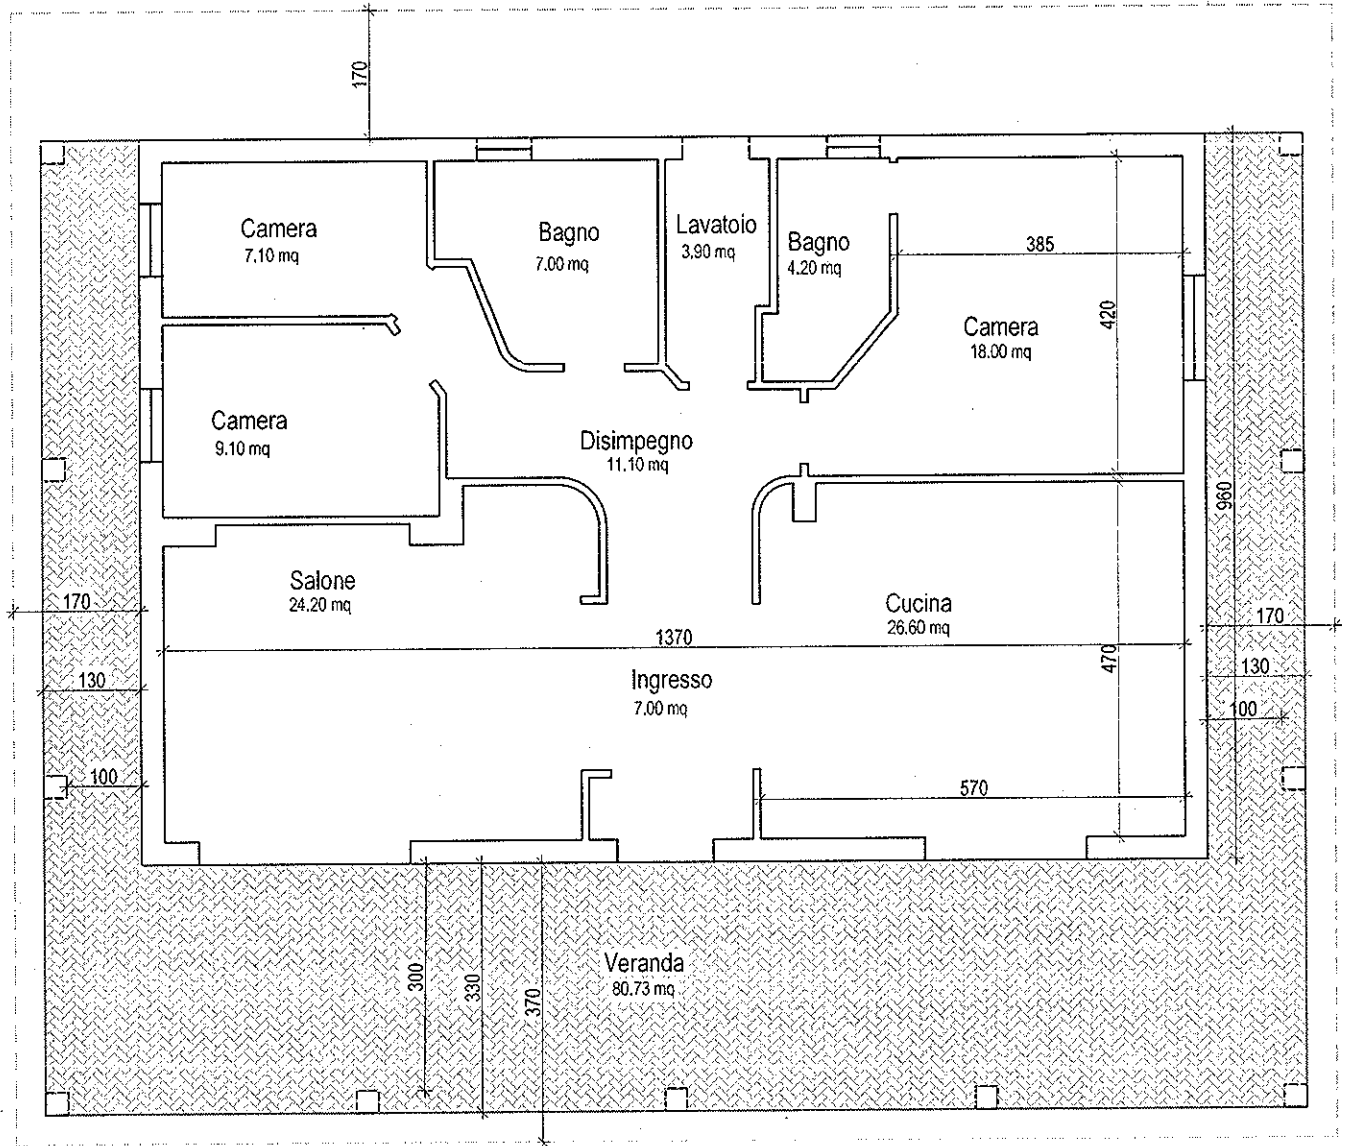 170
Camera
7.10 mq
Bagno
7.00 mq
Lavatoio
3.90 mq
Bagno
4.20 mq
385
420
Camera
18.00 mq
Camera
9.10 mq
Disimpegno
11.10 mq
960
Salone
24.20 mq
Cucina
26.60 mq
170
1370
470
170
130
Ingresso
7.00 mq
130
100
100
570
300
330
370
Veranda
80.73 mq